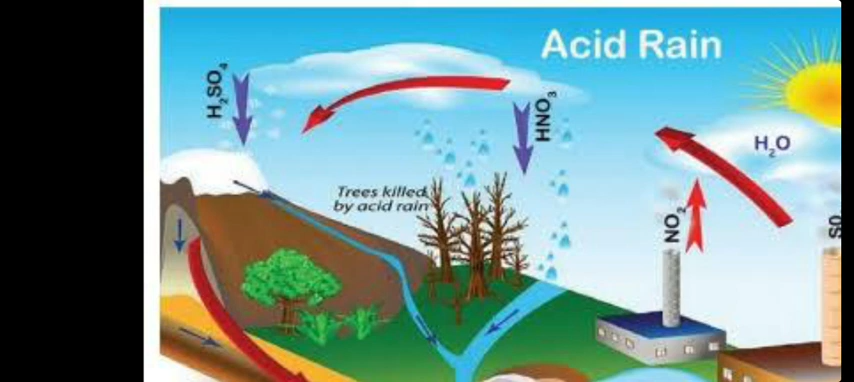 Acid Rain
H₂SO₄
HNO₃
H₂O
Trees killed
by acid rain
NO₂
SO